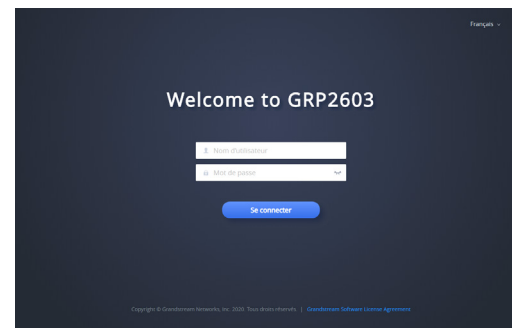 Français
Welcome to GRP2603
Nom d'utilisateur
Mot de passe
Se connecter
Copyright © Grandstream Networks, Inc. 2020. Tous droits réservés. | Grandstream Software License Agreement